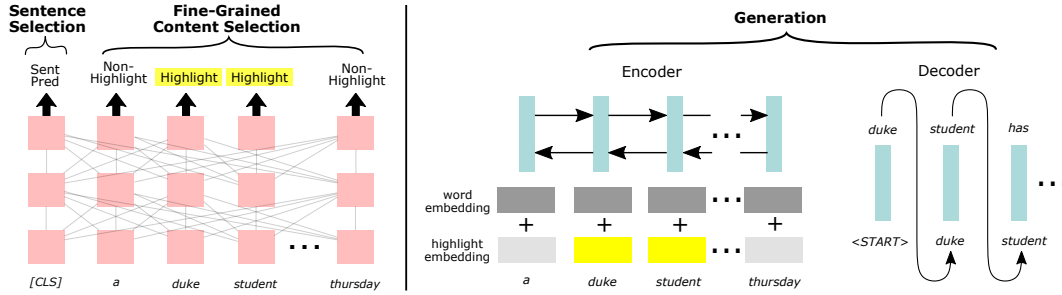 Sentence
Selection
Fine-Grained
Content Selection
Sent
Pred
Non-
Highlight
Highlight
Highlight
Non-
Highlight
...
[CLS]
a
duke
student
thursday
Generation
Encoder
Decoder
...
word
embedding
...
+
+
+
+
highlight
embedding
...
a
duke
student
thursday
duke
student
has
...
<START>
duke
student